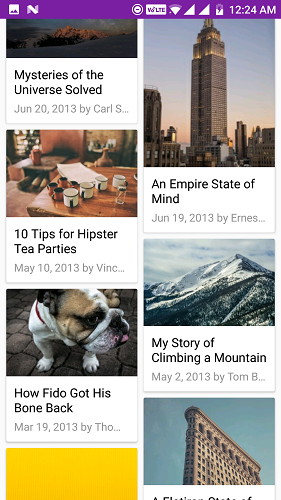 VoLTE
12:24 AM
Mysteries of the
Universe Solved
Jun 20, 2013 by Carl S...
10 Tips for Hipster
Tea Parties
May 10, 2013 by Vinc...
How Fido Got His
Bone Back
Mar 19, 2013 by Tho...
An Empire State of
Mind
Jun 19, 2013 by Ernes...
My Story of
Climbing a Mountain
May 2, 2013 by Tom B...
A Flatiron State of